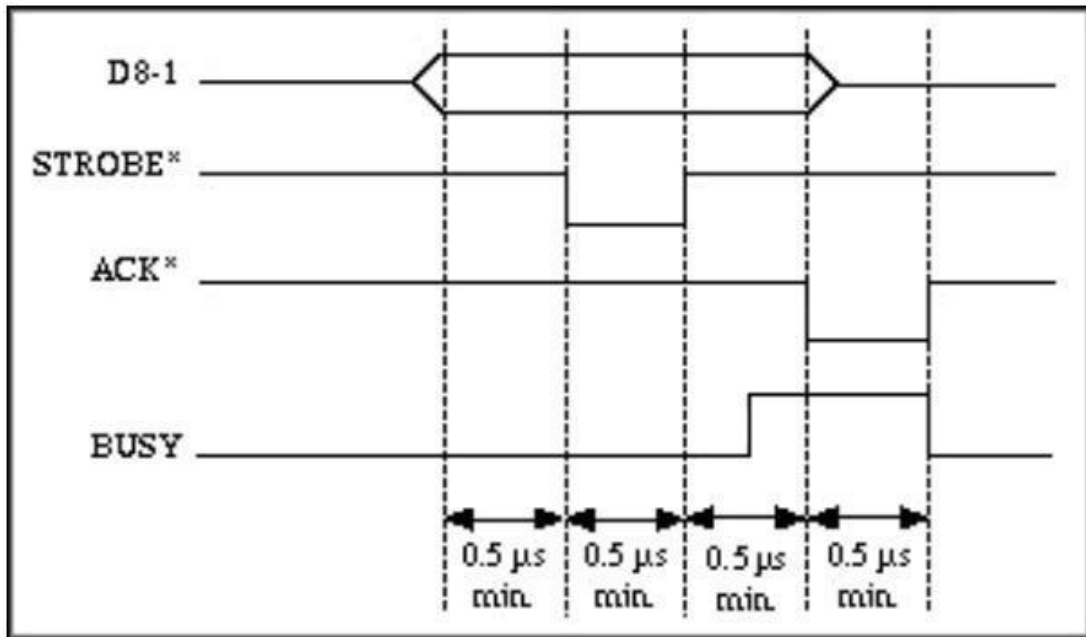 D8-1
STROBE*
ACK*
BUSY
0.5 μs 0.5 μs 0.5 μs 0.5 μs
min. min. min. min.